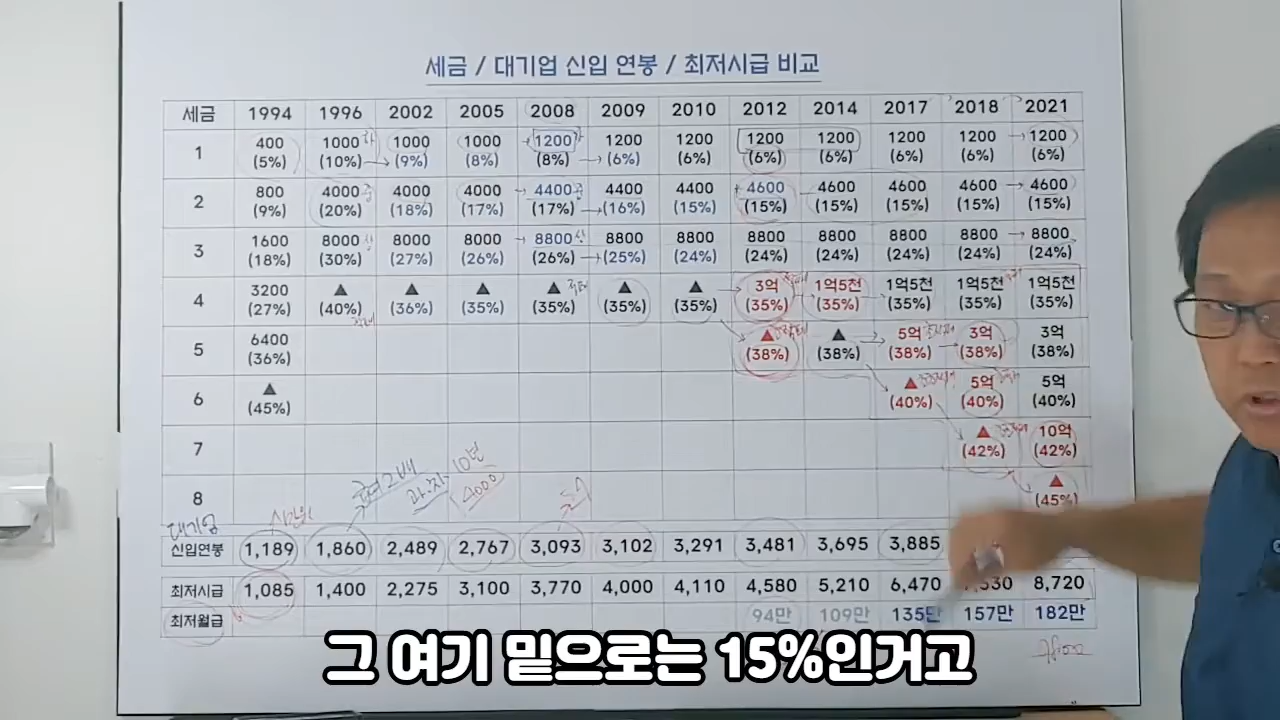 세금 / 대기업 신입 연봉 / 최저시급 비교
세금 1994 1996 2002 2005 2008 2009 2010 2012 2014 2017 2018 2021
1 400 1000 1000 1000 1200 1200 1200 1200 1200 1200 1200 1200
(5%) (10%) (9%) (8%) (8%) (6%) (6%) (6%) (6%) (6%) (6%) (6%)
2 800 4000 4000 4000 4400 4400 4400 4600 4600 4600 4600 4600
(9%) (20%) (18%) (17%) (17%) (16%) (15%) (15%) (15%) (15%) (15%) (15%)
3 1600 8000 8000 8000 8800 8800 8800 8800 8800 8800 8800 8800
(18%) (30%) (27%) (26%) (26%) (25%) (24%) (24%) (24%) (24%) (24%) (24%)
4 3200 ▲ ▲ ▲ ▲ ▲ ▲ 3억 1억5천 1억5천 1억5천 1억5천
(27%) (40%) (36%) (35%) (35%) (35%) (35%) (35%) (35%) (35%) (35%) (35%)
5 6400 ▲ ▲ 5억 3억 3억
(36%) (38%) (38%) (38%) (38%) (38%)
6 ▲ ▲ 5억 5억
(45%) (40%) (40%) (40%)
7 ▲ 10억
(42%) (42%)
8 ▲
(45%)
급여 2배
10년
4000
대기업
신입연봉 1,189 1,860 2,489 2,767 3,093 3,102 3,291 3,481 3,695 3,885
최저시급 1,085 1,400 2,275 3,100 3,770 4,000 4,110 4,580 5,210 6,470 8,720
최저월급 94만 109만 135만 157만 182만
그 여기 밑으로는 15%인거고